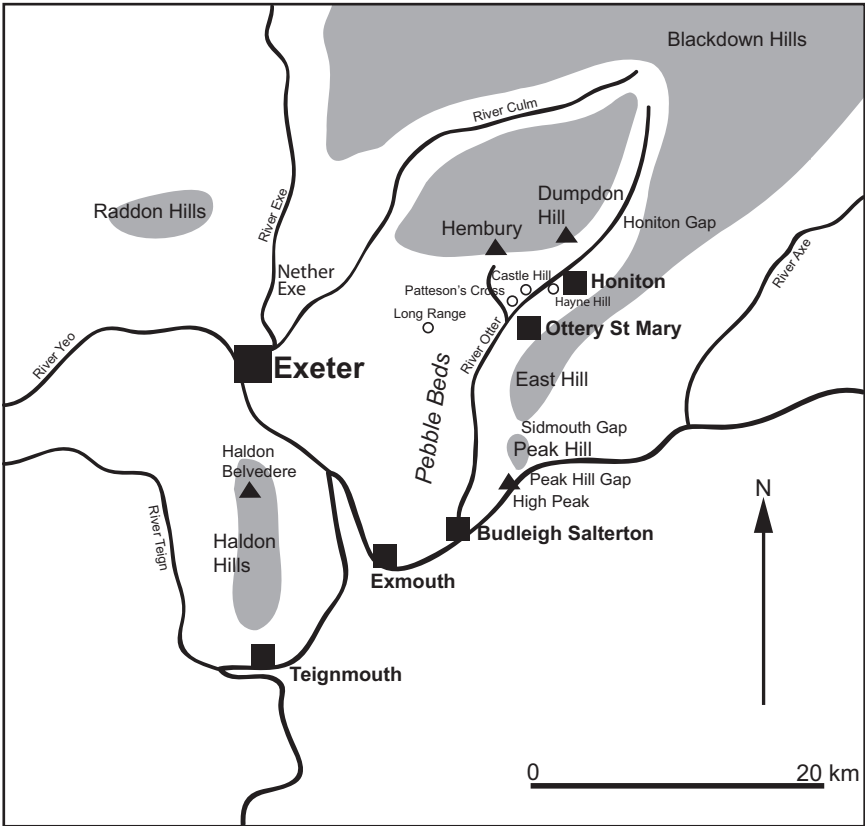 Blackdown Hills
River Culm
Raddon Hills
River Exe
Dumpdon
Hill
Hembury
Honiton Gap
Nether
Exe
Castle Hill
Honiton
Patteson's Cross
Hayne Hill
River Axe
Long Range
Ottery St Mary
River Yeo
Exeter
River Otter
Pebble Beds
East Hill
Sidmouth Gap
Peak Hill
Haldon
Belvedere
Peak Hill Gap
High Peak
N
River Teign
Budleigh Salterton
Haldon
Hills
Exmouth
Teignmouth
0
20 km